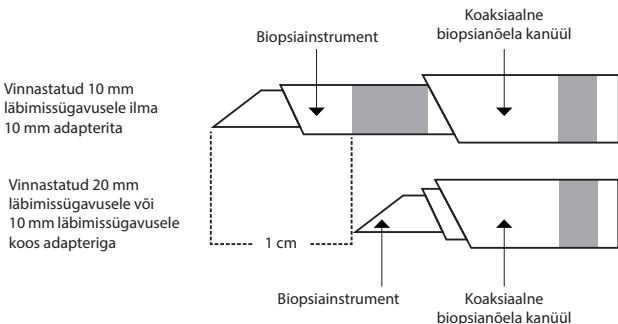 Biopsiainstrument
Koaksiaalne
biopsianõela kanüül
Vinnastatud 10 mm
läbimissügavusele ilma
10 mm adapterita
Vinnastatud 20 mm
läbimissügavusele või
10 mm läbimissügavusele
koos adapteriga
1 cm
Biopsiainstrument
Koaksiaalne
biopsianõela kanüül